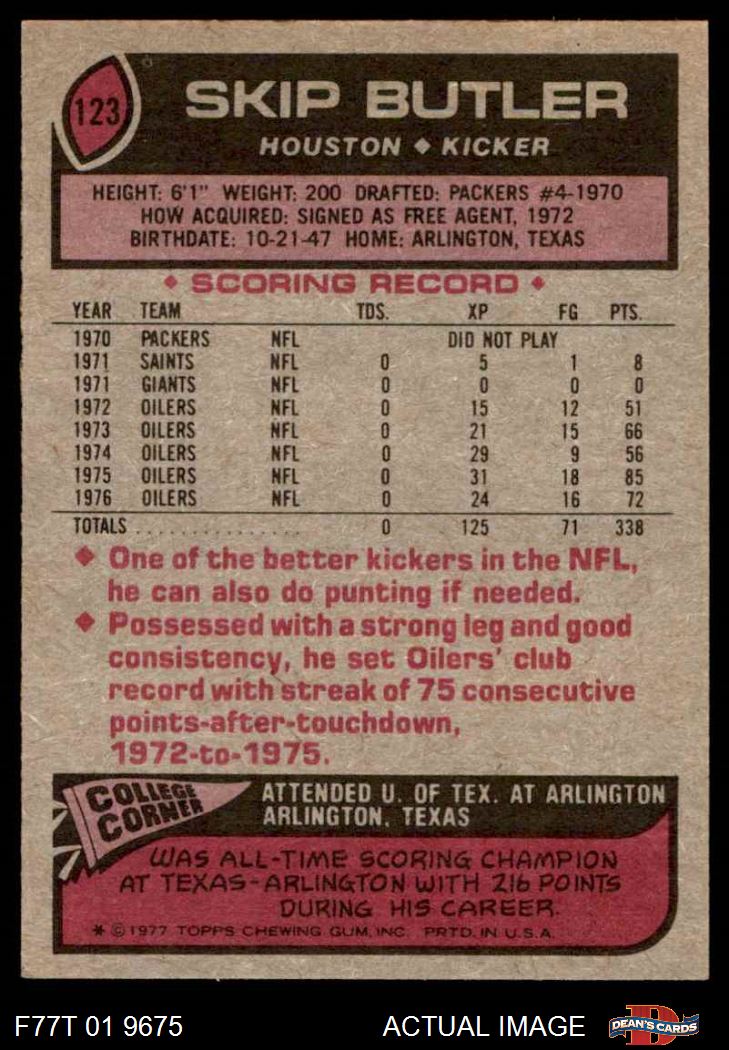 123
SKIP BUTLER
HOUSTON ◆ KICKER
HEIGHT: 6'1" WEIGHT: 200 DRAFTED: PACKERS #4-1970
HOW ACQUIRED: SIGNED AS FREE AGENT, 1972
BIRTHDATE: 10-21-47 HOME: ARLINGTON, TEXAS
◆ SCORING RECORD ◆
YEAR TEAM TDS. XP FG PTS.
1970 PACKERS NFL DID NOT PLAY
1971 SAINTS NFL 0 5 1 8
1971 GIANTS NFL 0 0 0 0
1972 OILERS NFL 0 15 12 51
1973 OILERS NFL 0 21 15 66
1974 OILERS NFL 0 29 9 56
1975 OILERS NFL 0 31 18 85
1976 OILERS NFL 0 24 16 72
TOTALS ............... 0 125 71 338
◆ One of the better kickers in the NFL,
he can also do punting if needed.
◆ Possessed with a strong leg and good
consistency, he set Oilers' club
record with streak of 75 consecutive
points-after-touchdown,
1972-to-1975.
COLLEGE
CORNER
ATTENDED U. OF TEX. AT ARLINGTON
ARLINGTON, TEXAS
WAS ALL-TIME SCORING CHAMPION
AT TEXAS-ARLINGTON WITH 216 POINTS
DURING HIS CAREER.
* © 1977 TOPPS CHEWING GUM, INC. PRTD. IN U.S.A.
F77T 01 9675
ACTUAL IMAGE
D
DEAN'S CARDS